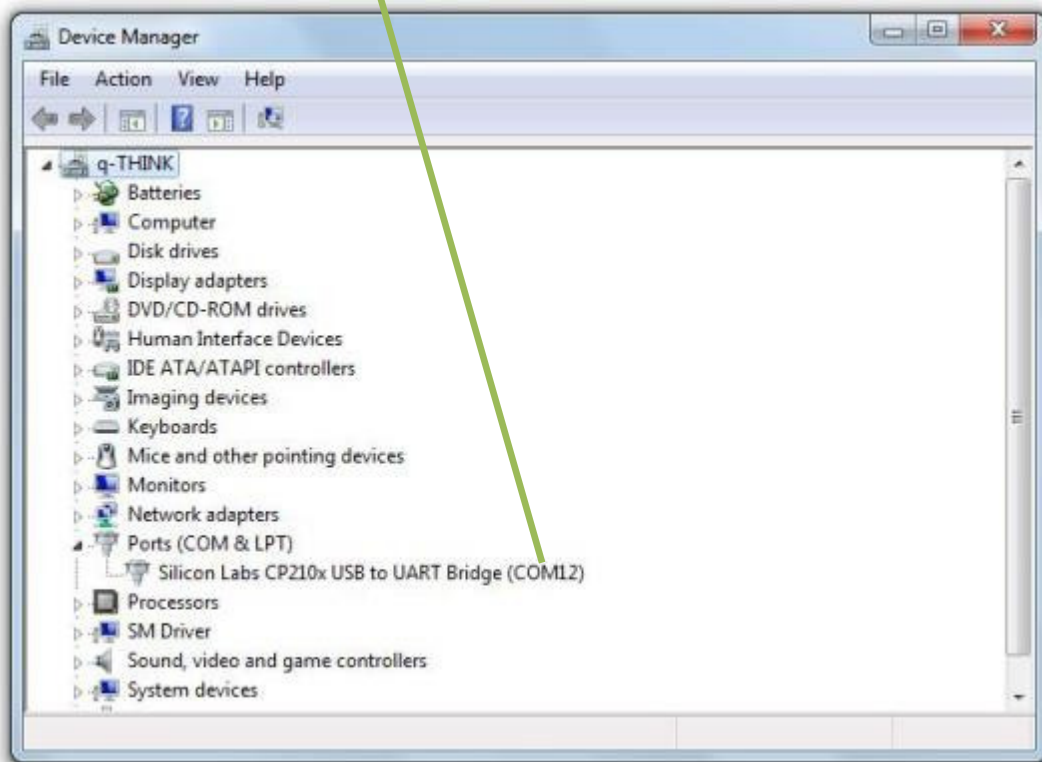 Device Manager
File Action View Help
q-THINK
Batteries
Computer
Disk drives
Display adapters
DVD/CD-ROM drives
Human Interface Devices
IDE ATA/ATAPI controllers
Imaging devices
Keyboards
Mice and other pointing devices
Monitors
Network adapters
Ports (COM & LPT)
Silicon Labs CP210x USB to UART Bridge (COM12)
Processors
SM Driver
Sound, video and game controllers
System devices